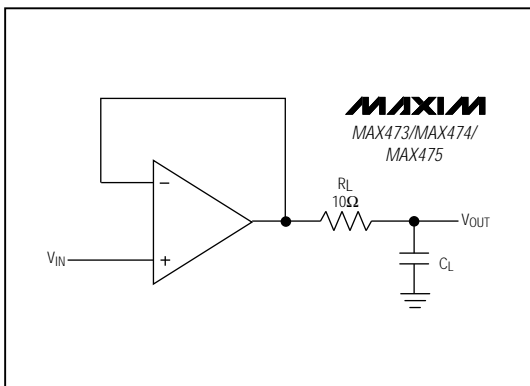 MAXIM
MAX473/MAX474/
MAX475
RL
10Ω
VOUT
VIN
CL
−
+